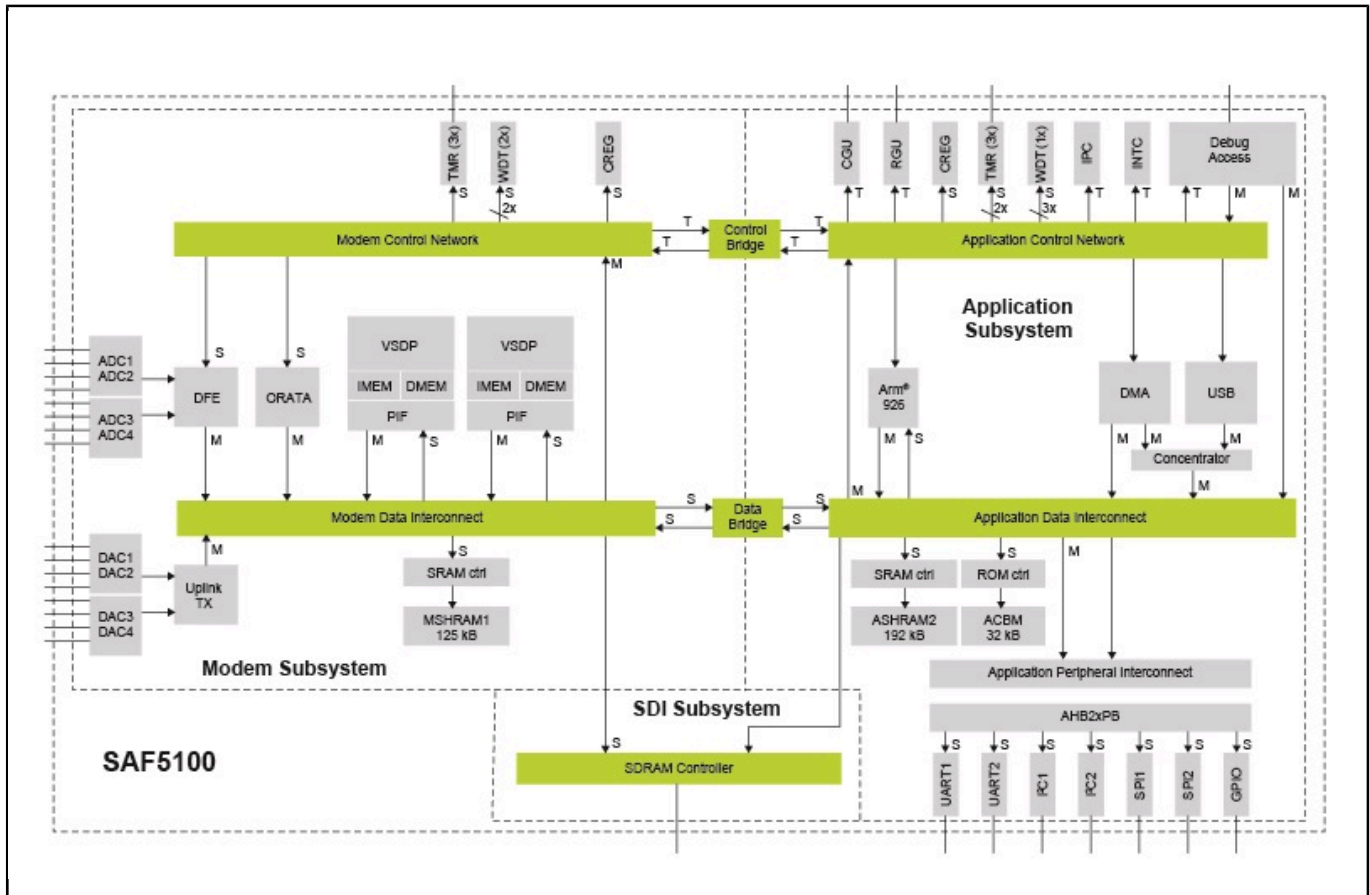 TMR (3x)
WDT (2x)
CREG
CGU
RGU
CREG
TMR (3x)
WDT (1x)
IPC
INTC
Debug
Access
S
S
2x
S
T
T
S
S
2x
S
3x
T
T
T
M
M
Modem Control Network
T
T
Control
Bridge
T
T
Application Control Network
M
Application
Subsystem
ADC1
ADC2
ADC3
ADC4
S
DFE
M
S
ORATA
M
VSDP
IMEM
DMEM
PIF
M
S
VSDP
IMEM
DMEM
PIF
M
S
Arm®
926
M
S
DMA
USB
M
M
M
Concentrator
M
Modem Data Interconnect
S
S
Data
Bridge
S
S
M
Application Data Interconnect
DAC1
DAC2
DAC3
DAC4
M
Uplink
TX
S
SRAM ctrl
MSHRAM1
125 kB
S
SRAM ctrl
ASHRAM2
192 kB
S
ROM ctrl
ACBM
32 kB
M
Modem Subsystem
Application Peripheral Interconnect
AHB2xPB
SDI Subsystem
S
SDRAM Controller
SAF5100
S
S
S
S
S
S
S
UART1
UART2
I²C1
I²C2
SPI1
SPI2
GPIO